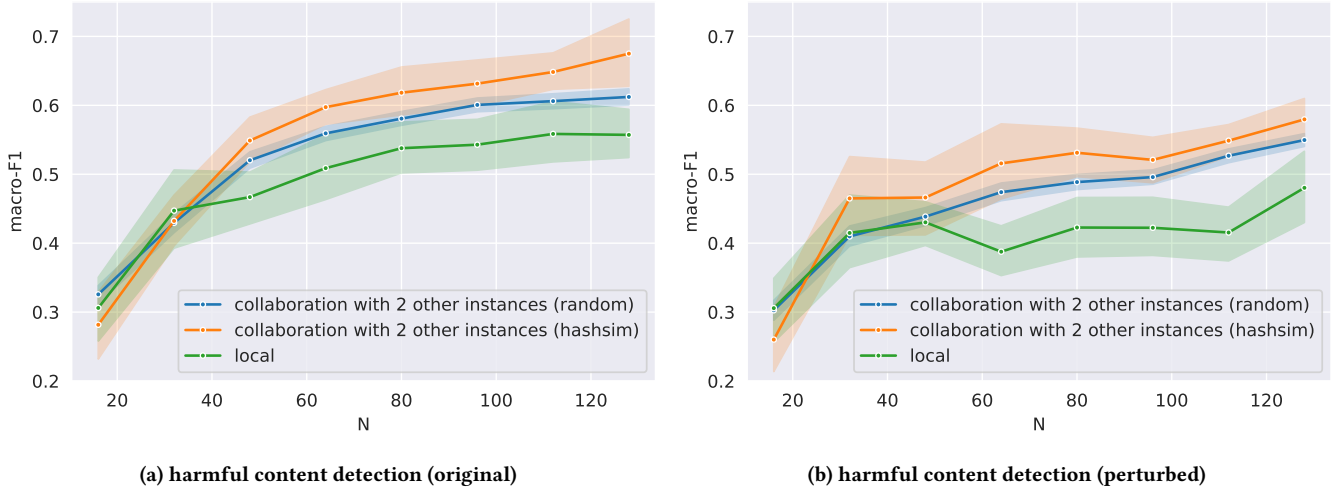 0.7
0.6
0.5
0.4
0.3
0.2
macro-F1
collaboration with 2 other instances (random)
collaboration with 2 other instances (hashsim)
local
20 40 60 80 100 120
N
(a) harmful content detection (original)
0.7
0.6
0.5
0.4
0.3
0.2
macro-F1
collaboration with 2 other instances (random)
collaboration with 2 other instances (hashsim)
local
20 40 60 80 100 120
N
(b) harmful content detection (perturbed)